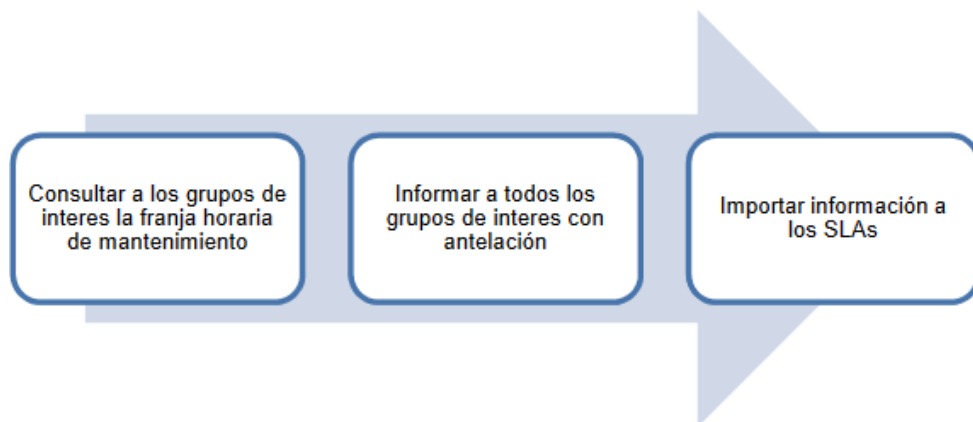 Consultar a los grupos de
interes la franja horaria
de mantenimiento
Informar a todos los
grupos de interes con
antelación
Importar información a
los SLAs